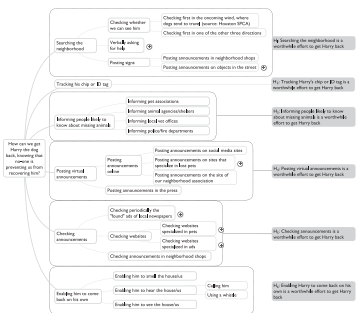 How can we get
Harry the dog
back, knowing that
no-one is
preventing us from
recovering him?
Searching the
neighborhood
Checking whether
we can see him
Checking first in the oncoming wind, where
dogs tend to travel (source: Houston SPCA)
Checking first in one of the other three directions
Verbally asking
for help
Posting signs
Posting announcements in neighborhood shops
Posting announcements on objects in the street
H₁: Searching the neighborhood is a
worthwhile effort to get Harry back
Tracking his chip or ID tag
H₂: Tracking Harry's chip or ID tag is a
worthwhile effort to get Harry back
Informing people likely to
know about missing animals
Informing pet associations
Informing animal agencies/shelters
Informing local vet offices
Informing police/fire departments
H₃: Informing people likely to know
about missing animals is a worthwhile
effort to get Harry back
Posting virtual
announcements
Posting
announcements
online
Posting announcements on social media sites
Posting announcements on sites that
specialize in lost pets
Posting announcements on the site of
our neighborhood association
Posting announcements in the press
H₄: Posting virtual announcements is a
worthwhile effort to get Harry back
Checking
announcements
Checking periodically the
"found" ads of local newspapers
Checking websites
Checking websites
specialized in pets
Checking websites
specialized in ads
Checking announcements in neighborhood shops
H₅: Checking announcements is a
worthwhile effort to get Harry back
Enabling him to come
back on his own
Enabling him to smell the house/us
Enabling him to hear the house/us
Calling him
Using a whistle
Enabling him to see the house/us
H₆: Enabling Harry to come back on his
own is a worthwhile effort to get Harry
back